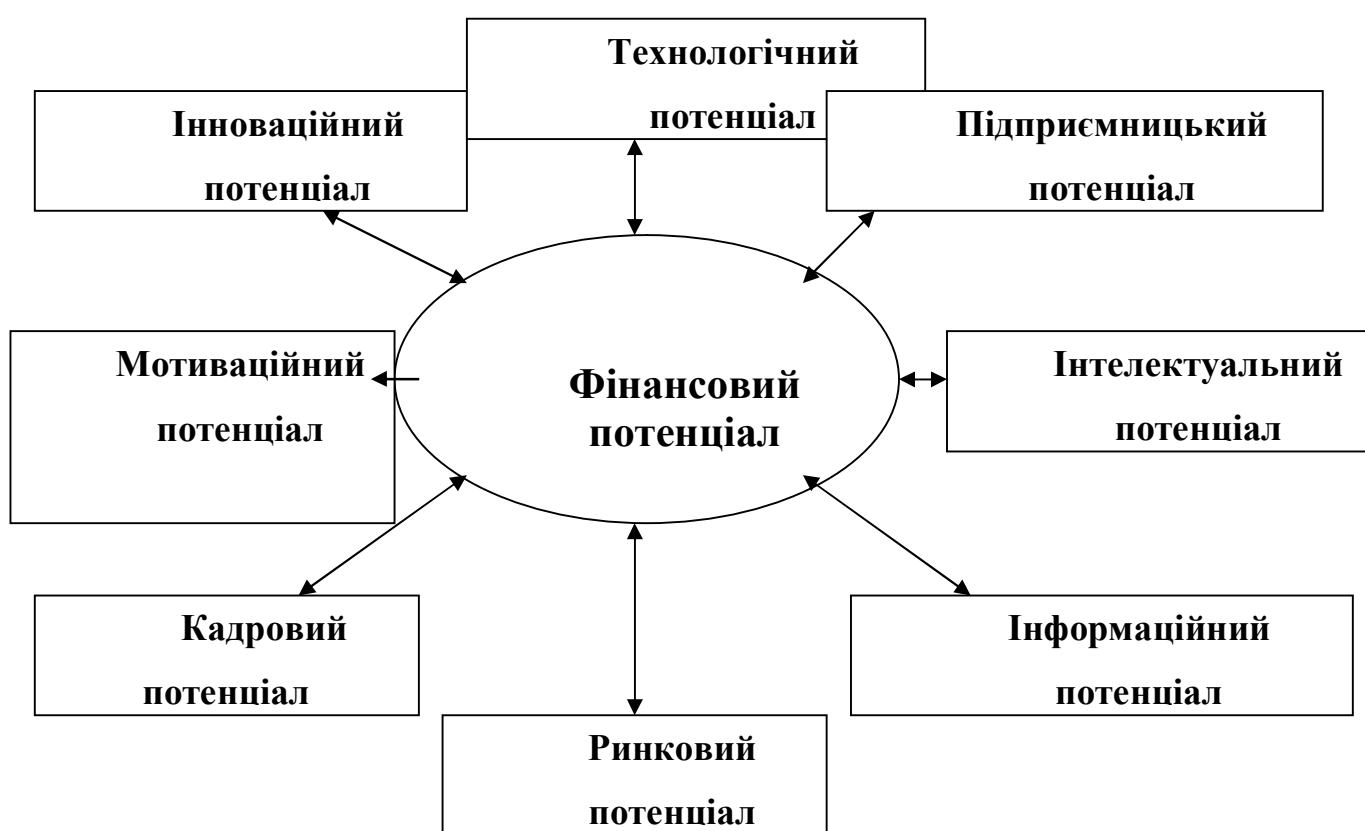 Технологічний
потенціал
Інноваційний
потенціал
Підприємницький
потенціал
Мотиваційний
потенціал
Фінансовий
потенціал
Інтелектуальний
потенціал
Кадровий
потенціал
Інформаційний
потенціал
Ринковий
потенціал